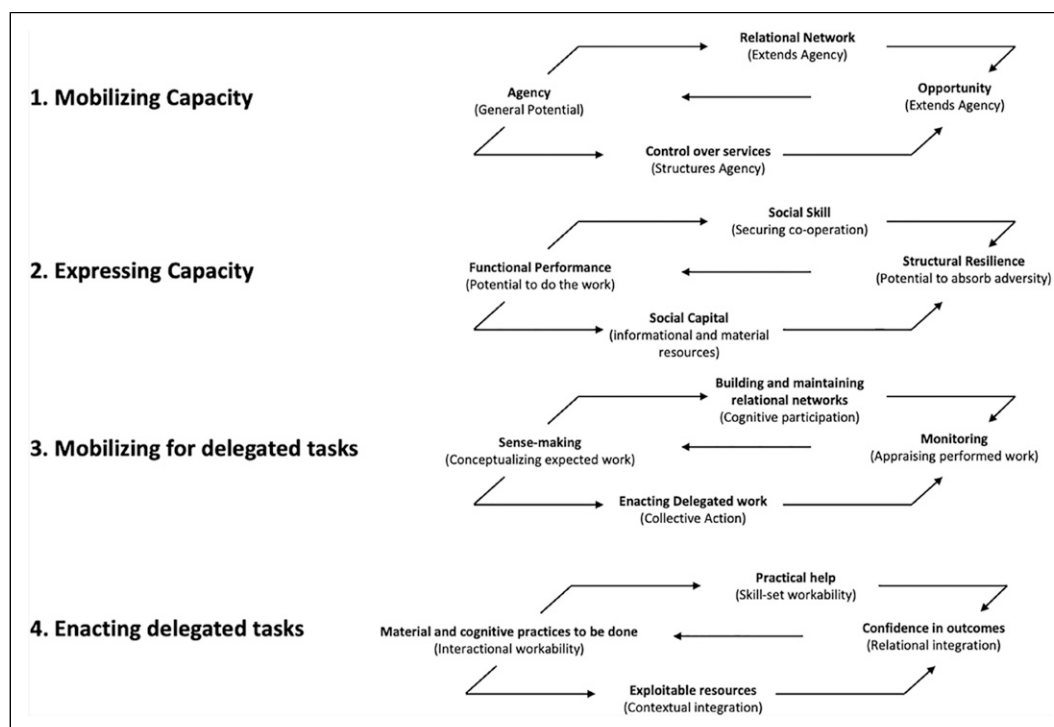 Relational Network
(Extends Agency)
1. Mobilizing Capacity
Agency
(General Potential)
Opportunity
(Extends Agency)
Control over services
(Structures Agency)
Social Skill
(Securing co-operation)
2. Expressing Capacity
Functional Performance
(Potential to do the work)
Structural Resilience
(Potential to absorb adversity)
Social Capital
(informational and material
resources)
Building and maintaining
relational networks
(Cognitive participation)
3. Mobilizing for delegated tasks
Sense-making
(Conceptualizing expected work)
Monitoring
(Appraising performed work)
Enacting Delegated work
(Collective Action)
Practical help
(Skill-set workability)
4. Enacting delegated tasks
Material and cognitive practices to be done
(Interactional workability)
Confidence in outcomes
(Relational integration)
Exploitable resources
(Contextual integration)